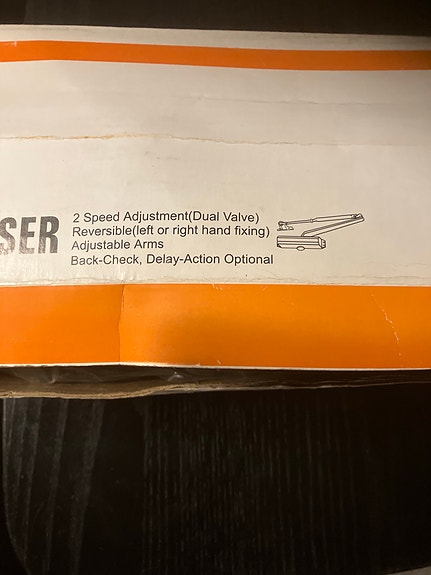 SER
2 Speed Adjustment(Dual Valve)
Reversible(left or right hand fixing)
Adjustable Arms
Back-Check, Delay-Action Optional